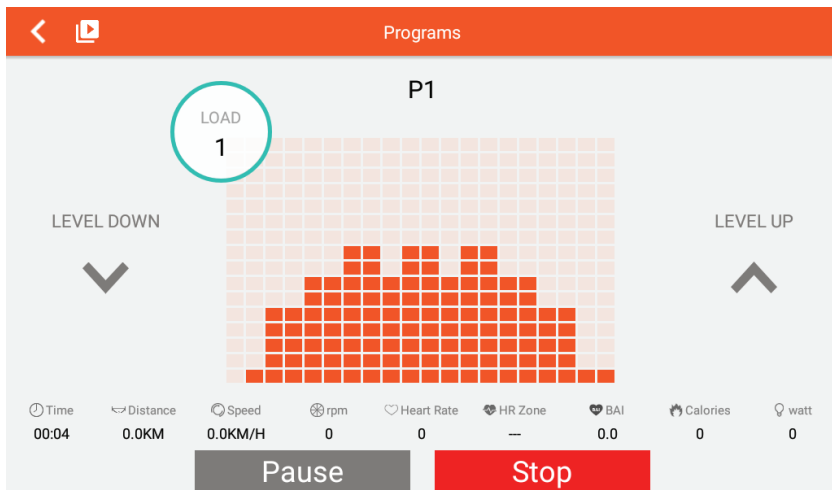 Programs
P1
LOAD
1
LEVEL DOWN
LEVEL UP
Time Distance Speed rpm Heart Rate HR Zone BAI Calories watt
00:04 0.0KM 0.0KM/H 0 0 --- 0.0 0 0
Pause Stop